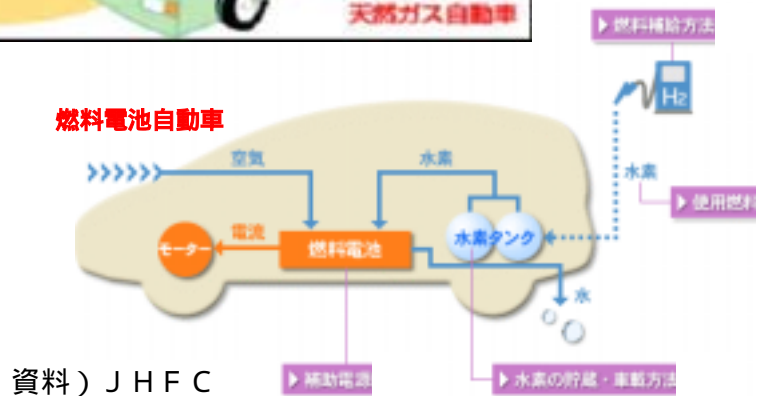 天然ガス自動車
▶ 燃料補給方法
H2
燃料電池自動車
空気
水素
水素
▶ 使用燃料
モーター
電流
燃料電池
水素タンク
水
資料）ＪＨＦＣ
▶ 補助電源
▶ 水素の貯蔵・車載方法